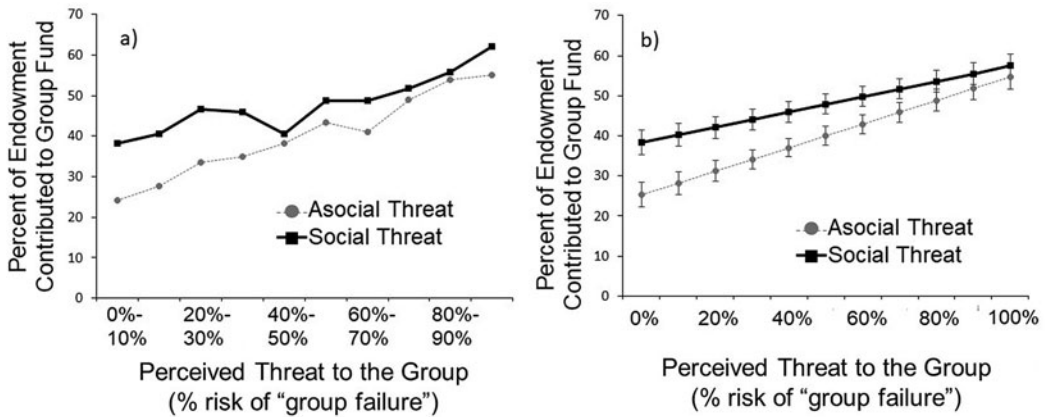 a)
70
60
50
40
30
20
10
0
Percent of Endowment
Contributed to Group Fund
Asocial Threat
Social Threat
0%- 20%- 40%- 60%- 80%-
10% 30% 50% 70% 90%
Perceived Threat to the Group
(% risk of “group failure”)
b)
70
60
50
40
30
20
10
0
Percent of Endowment
Contributed to Group Fund
Asocial Threat
Social Threat
0% 20% 40% 60% 80% 100%
Perceived Threat to the Group
(% risk of “group failure”)